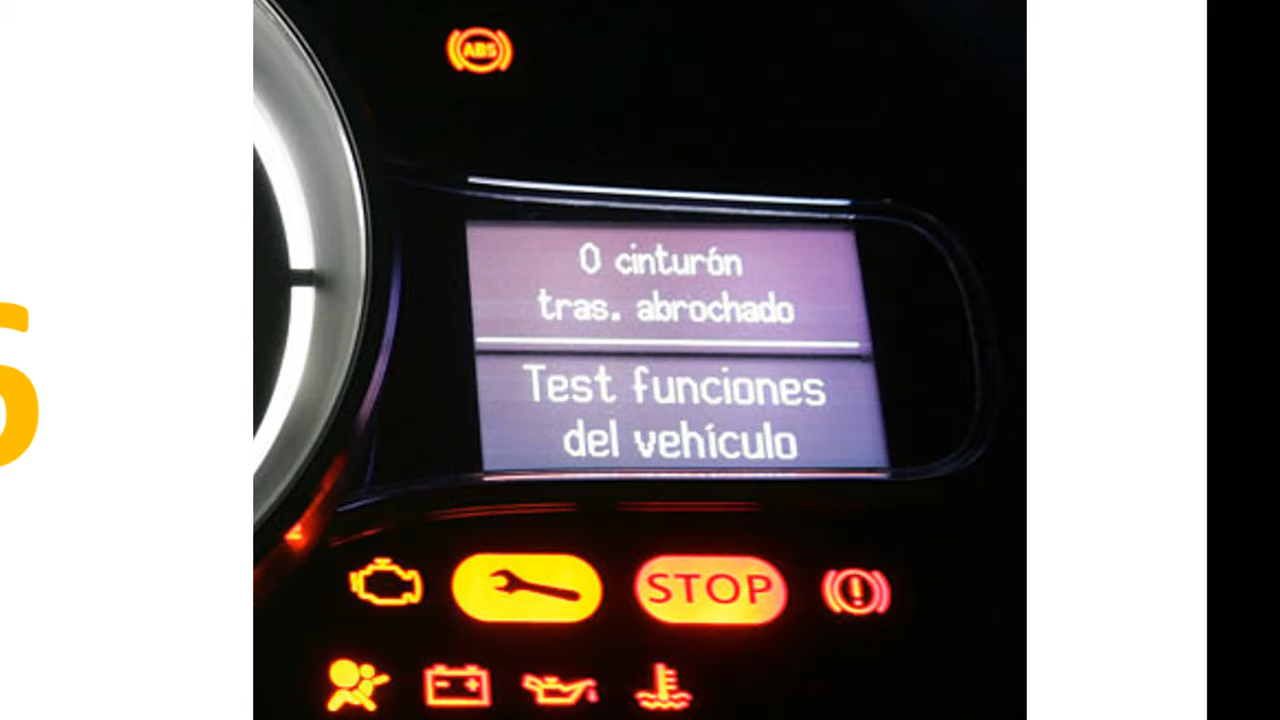 ABS
0 cinturón
tras. abrochado
Test funciones
del vehículo
STOP